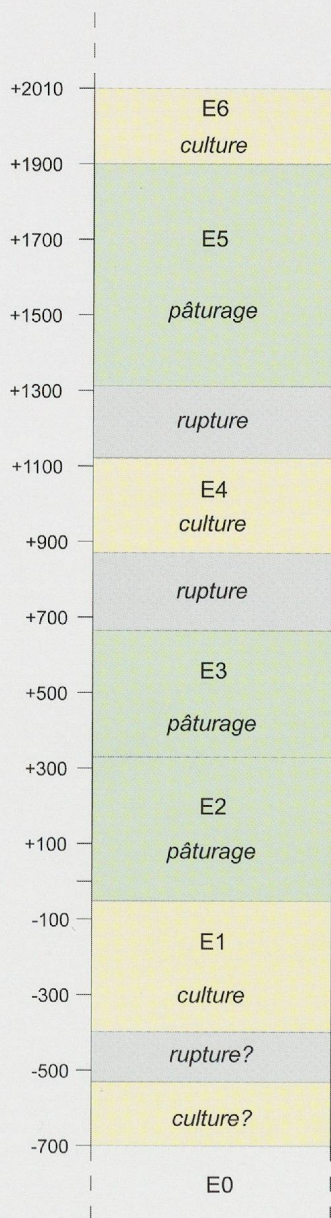 +2010
E6
culture
+1900
+1700
E5
+1500
pâturage
+1300
rupture
+1100
E4
+900
culture
rupture
+700
E3
+500
pâturage
+300
E2
+100
pâturage
-100
E1
-300
culture
rupture?
-500
culture?
-700
E0